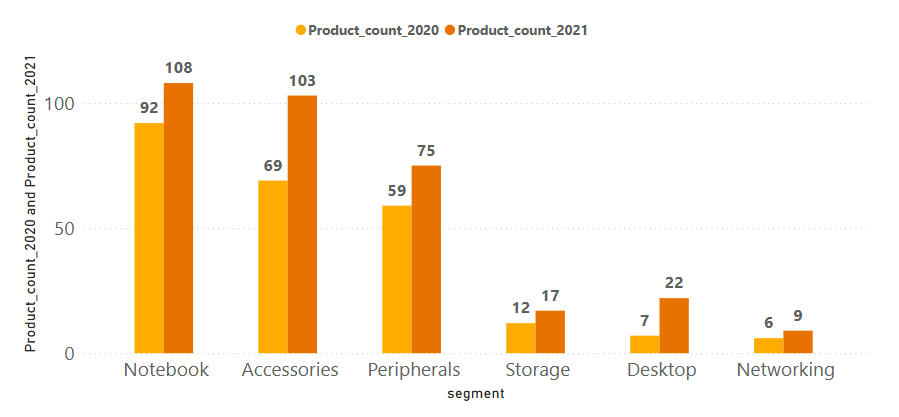 Product_count_2020 Product_count_2021
Product_count_2020 and Product_count_2021
100
50
0
92 108
69 103
59 75
12 17
7 22
6 9
Notebook Accessories Peripherals Storage Desktop Networking
segment